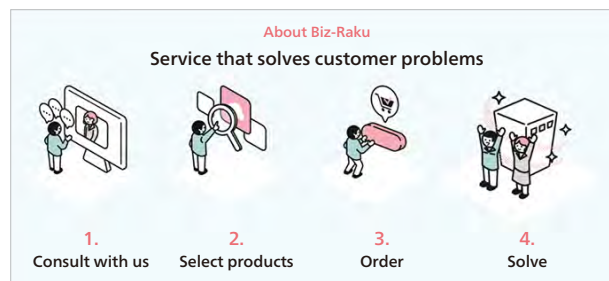 About Biz-Raku
Service that solves customer problems
1.
Consult with us
2.
Select products
3.
Order
4.
Solve